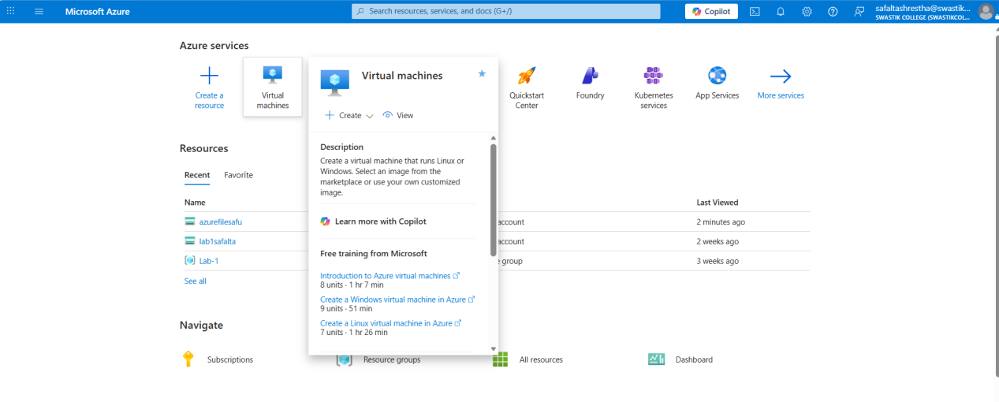 Microsoft Azure
Search resources, services, and docs (G+/)
Copilot
safaltashrestha@swastik...
SWASTIK COLLEGE (SWASTIKCOL...
Azure services
Create a
resource
Virtual
machines
Virtual machines
Create
View
Quickstart
Center
Foundry
Kubernetes
services
App Services
More services
Description
Create a virtual machine that runs Linux or
Windows. Select an image from the
marketplace or use your own customized
image.
Learn more with Copilot
Free training from Microsoft
Introduction to Azure virtual machines
8 units · 1 hr 7 min
Create a Windows virtual machine in Azure
9 units · 51 min
Create a Linux virtual machine in Azure
7 units · 1 hr 26 min
Resources
Recent
Favorite
Name
Last Viewed
azurefilesafu
account
2 minutes ago
lab1safalta
account
2 weeks ago
Lab-1
group
3 weeks ago
See all
Navigate
Subscriptions
Resource groups
All resources
Dashboard